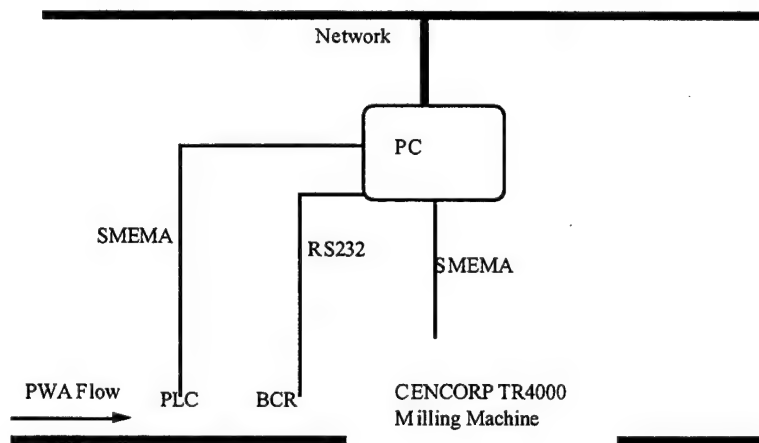 Network
PC
SMEMA
RS232
SMEMA
PWA Flow
PLC
BCR
CENCORP TR4000
Milling Machine